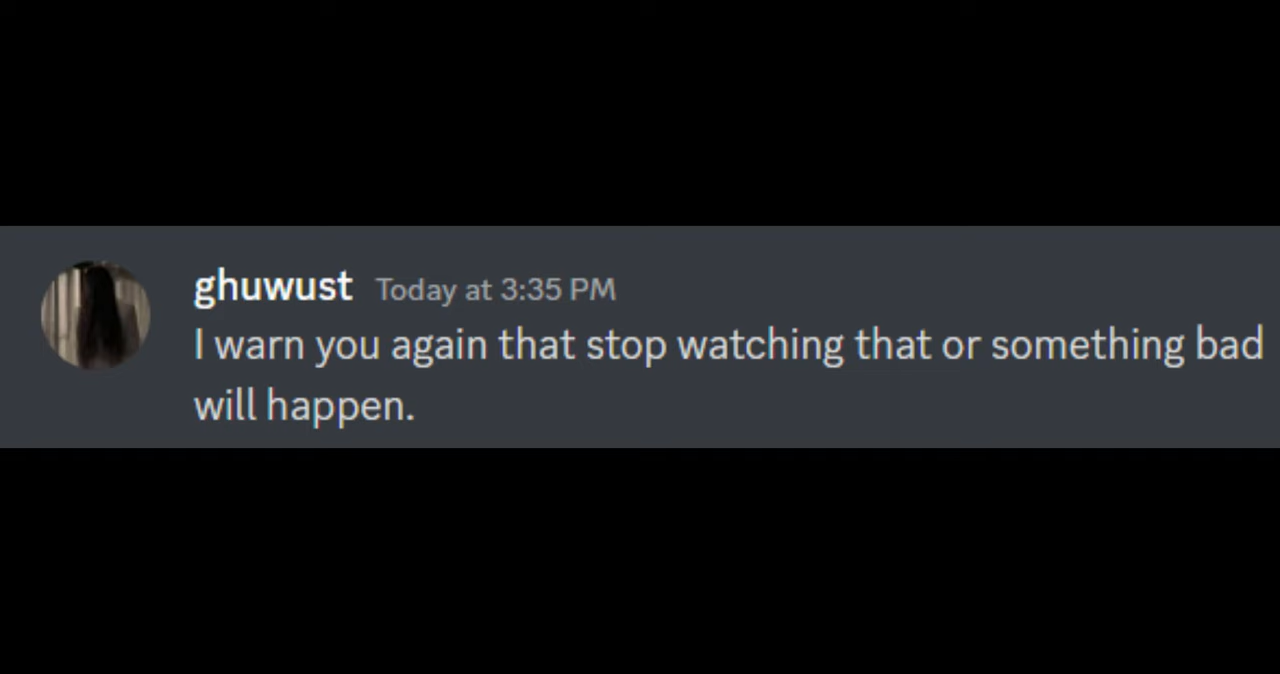 ghuwust Today at 3:35 PM
I warn you again that stop watching that or something bad
will happen.